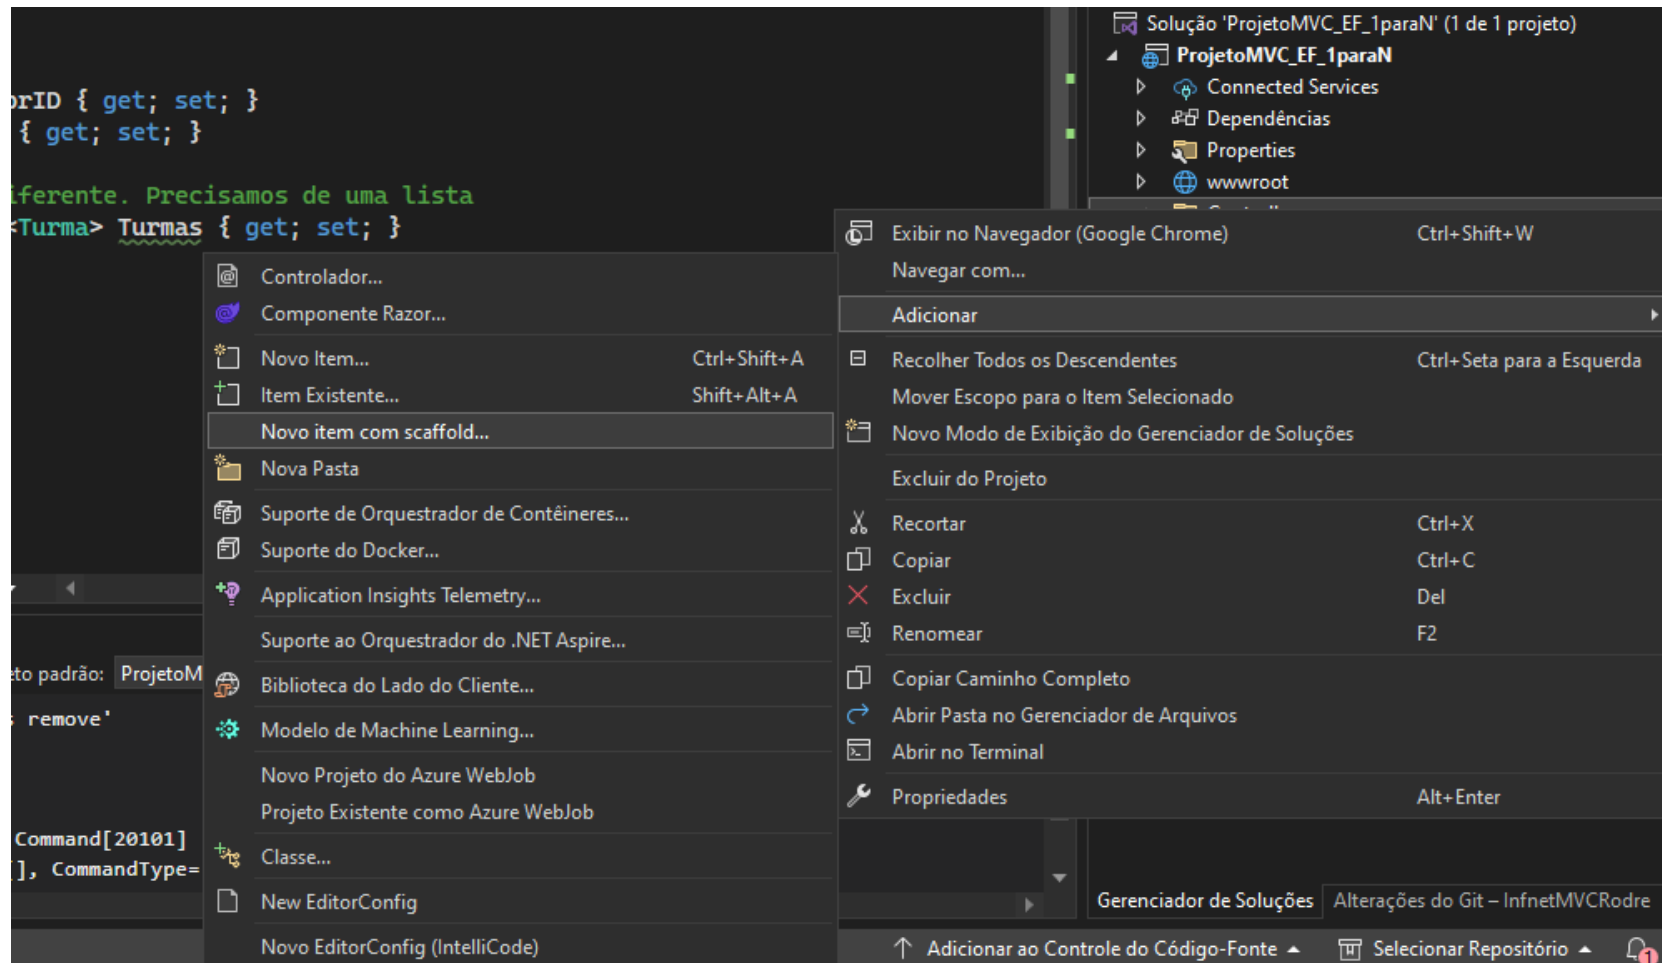 orID { get; set; }
{ get; set; }
iferente. Precisamos de uma lista
<Turma> Turmas { get; set; }
Solução 'ProjetoMVC_EF_1paraN' (1 de 1 projeto)
ProjetoMVC_EF_1paraN
Connected Services
Dependências
Properties
wwwroot
Controlador...
Componente Razor...
Novo Item... Ctrl+Shift+A
Item Existente... Shift+Alt+A
Novo item com scaffold...
Nova Pasta
Suporte de Orquestrador de Contêineres...
Suporte do Docker...
Application Insights Telemetry...
Suporte ao Orquestrador do .NET Aspire...
Biblioteca do Lado do Cliente...
Modelo de Machine Learning...
Novo Projeto do Azure WebJob
Projeto Existente como Azure WebJob
Classe...
New EditorConfig
Novo EditorConfig (IntelliCode)
Exibir no Navegador (Google Chrome) Ctrl+Shift+W
Navegar com...
Adicionar
Recolher Todos os Descendentes Ctrl+Seta para a Esquerda
Mover Escopo para o Item Selecionado
Novo Modo de Exibição do Gerenciador de Soluções
Excluir do Projeto
Recortar Ctrl+X
Copiar Ctrl+C
Excluir Del
Renomear F2
Copiar Caminho Completo
Abrir Pasta no Gerenciador de Arquivos
Abrir no Terminal
Propriedades Alt+Enter
eto padrão: ProjetoM
s remove'
Command[20101]
[], CommandType=
Gerenciador de Soluções Alterações do Git – InfnetMVCRodre
Adicionar ao Controle do Código-Fonte Selecionar Repositório 1